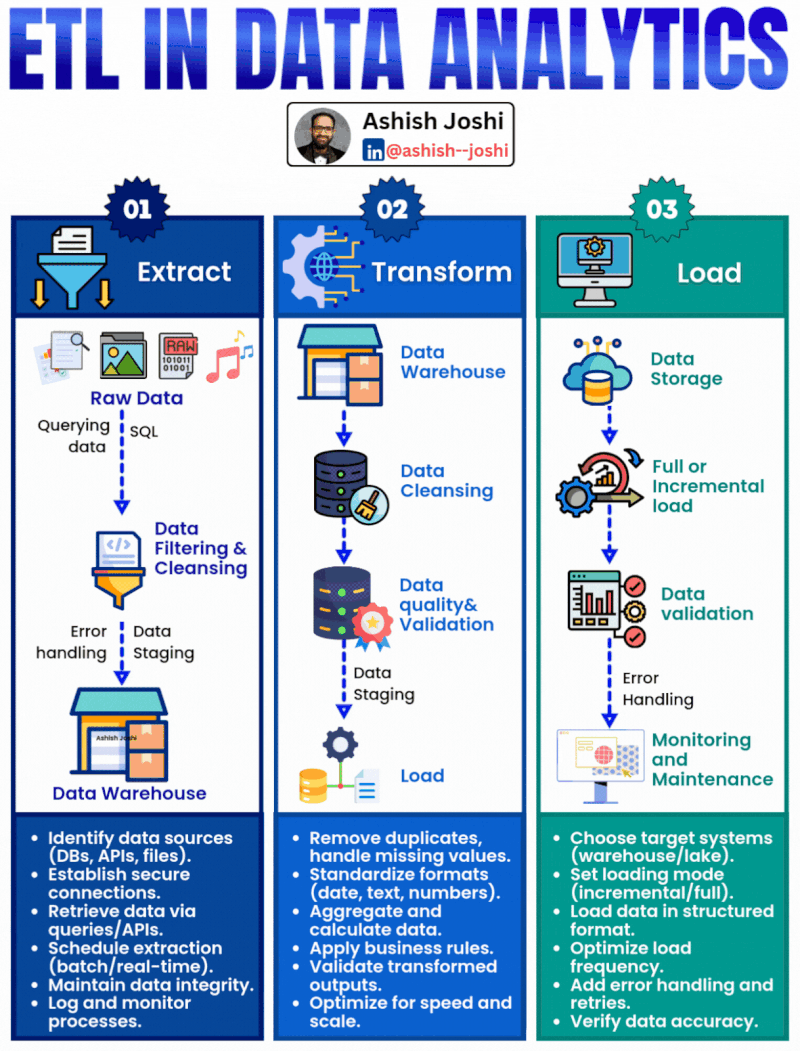 ETL IN DATA ANALYTICS
Ashish Joshi
in @ashish--joshi
01
Extract
RAW
101011
01001
Raw Data
Querying
data
SQL
</>
Data
Filtering &
Cleansing
Error
handling
Data
Staging
Ashish Joshi
Data Warehouse
• Identify data sources
(DBs, APIs, files).
• Establish secure
connections.
• Retrieve data via
queries/APIs.
• Schedule extraction
(batch/real-time).
• Maintain data integrity.
• Log and monitor
processes.
02
Transform
Data
Warehouse
Data
Cleansing
Data
quality&
Validation
Data
Staging
Load
• Remove duplicates,
handle missing values.
• Standardize formats
(date, text, numbers).
• Aggregate and
calculate data.
• Apply business rules.
• Validate transformed
outputs.
• Optimize for speed and
scale.
03
Load
Data
Storage
Full or
Incremental
load
Data
validation
Error
Handling
Monitoring
and
Maintenance
• Choose target systems
(warehouse/lake).
• Set loading mode
(incremental/full).
• Load data in structured
format.
• Optimize load
frequency.
• Add error handling and
retries.
• Verify data accuracy.